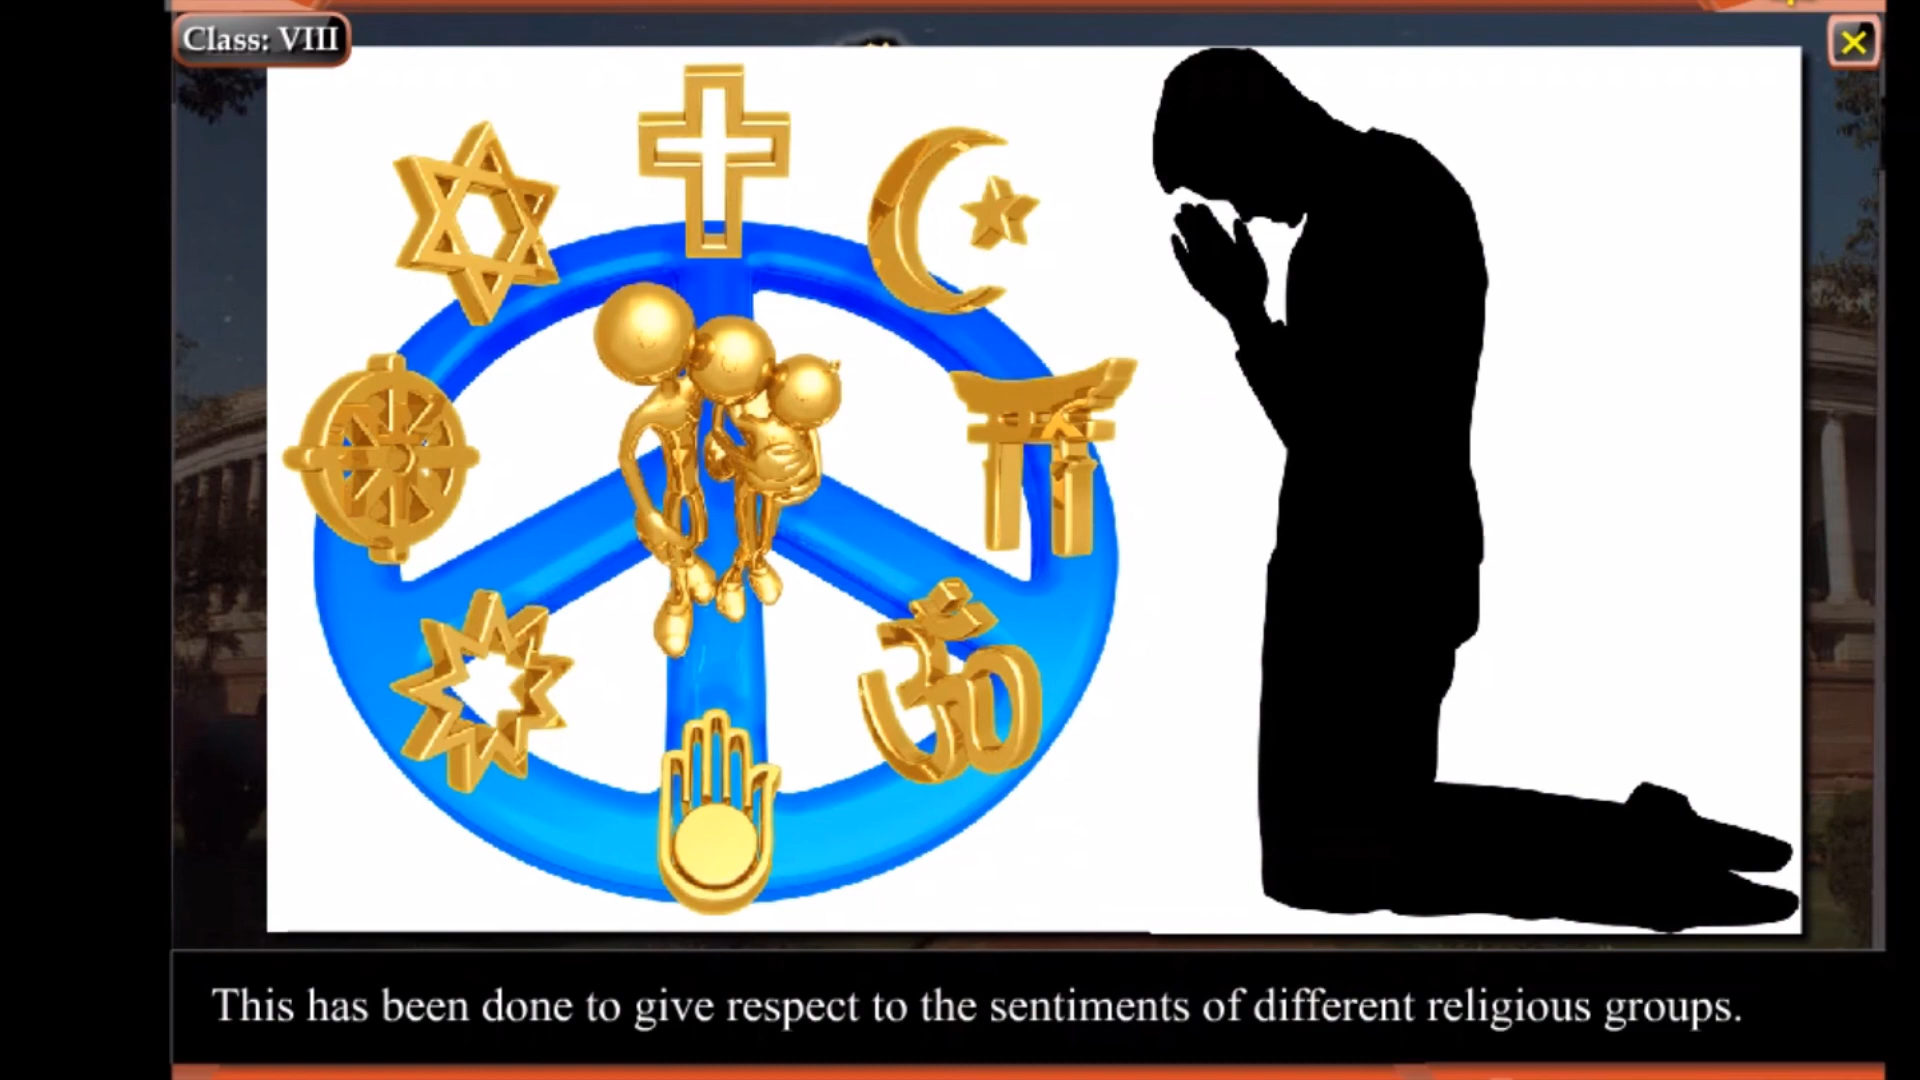 Class: VIII
This has been done to give respect to the sentiments of different religious groups.